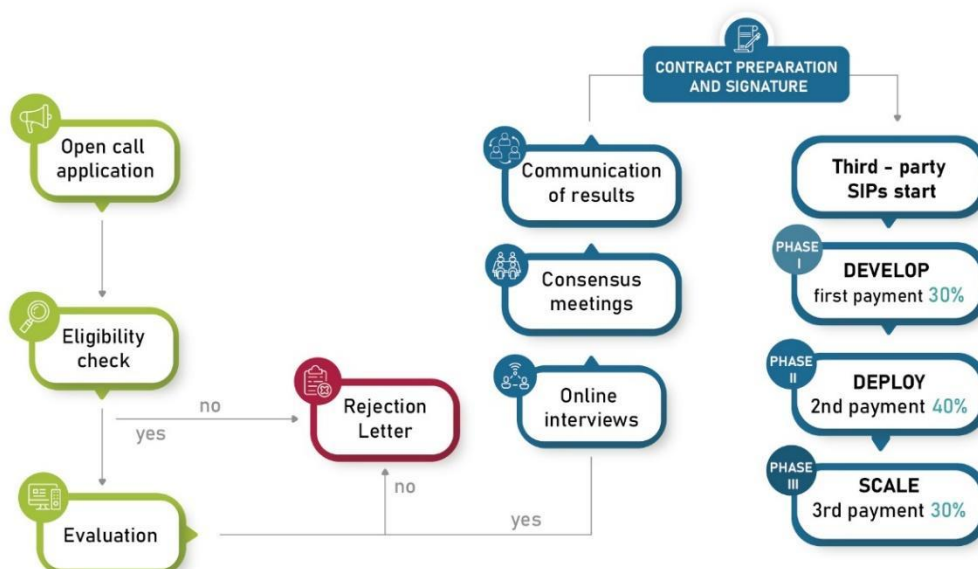 Open call
application
Eligibility
check
no
yes
Rejection
Letter
Evaluation
no
yes
Online
interviews
Consensus
meetings
Communication
of results
CONTRACT PREPARATION
AND SIGNATURE
Third - party
SIPs start
PHASE
I
DEVELOP
first payment 30%
PHASE
II
DEPLOY
2nd payment 40%
PHASE
III
SCALE
3rd payment 30%